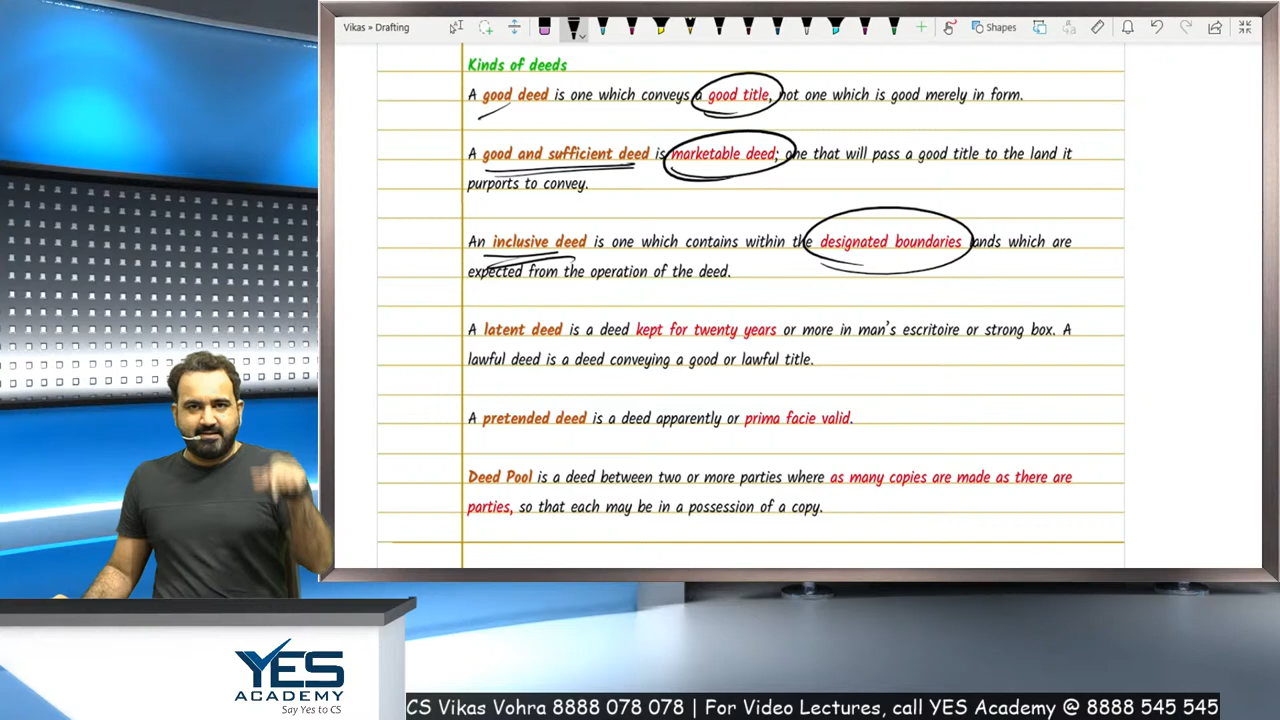 Vikas » Drafting
Shapes
Kinds of deeds
A good deed is one which conveys a good title, not one which is good merely in form.
A good and sufficient deed is marketable deed; one that will pass a good title to the land it
purports to convey.
An inclusive deed is one which contains within the designated boundaries lands which are
expected from the operation of the deed.
A latent deed is a deed kept for twenty years or more in man's escritoire or strong box. A
lawful deed is a deed conveying a good or lawful title.
A pretended deed is a deed apparently or prima facie valid.
Deed Pool is a deed between two or more parties where as many copies are made as there are
parties, so that each may be in a possession of a copy.
YES
ACADEMY
Say Yes to CS
CS Vikas Vohra 8888 078 078 | For Video Lectures, call YES Academy @ 8888 545 545